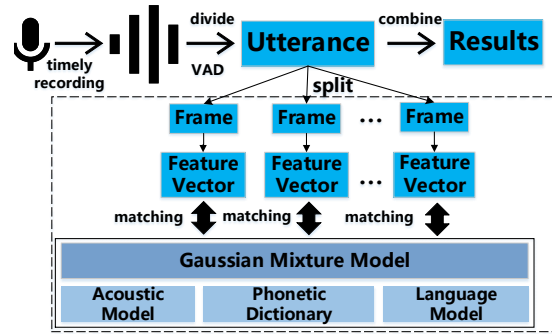 divide
combine
Utterance
Results
timely
recording
VAD
split
Frame
Frame
...
Frame
Feature
Vector
Feature
Vector
...
Feature
Vector
matching
matching
matching
Gaussian Mixture Model
Acoustic
Model
Phonetic
Dictionary
Language
Model